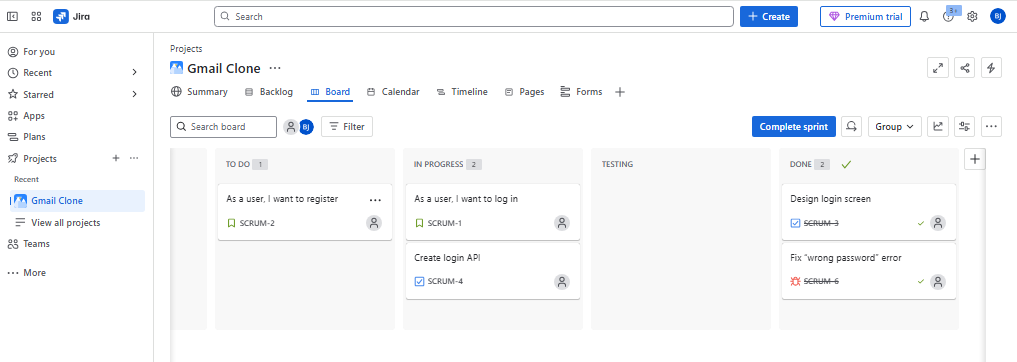 Jira
Search
+ Create
Premium trial
3+
BJ
For you
Recent
Starred
Apps
Plans
Projects
Recent
Gmail Clone
View all projects
Teams
More
Projects
Gmail Clone
Summary
Backlog
Board
Calendar
Timeline
Pages
Forms
Search board
BJ
Filter
Complete sprint
Group
TO DO 1
As a user, I want to register
SCRUM-2
IN PROGRESS 2
As a user, I want to log in
SCRUM-1
Create login API
SCRUM-4
TESTING
DONE 2
Design login screen
SCRUM-3
Fix "wrong password" error
SCRUM-6